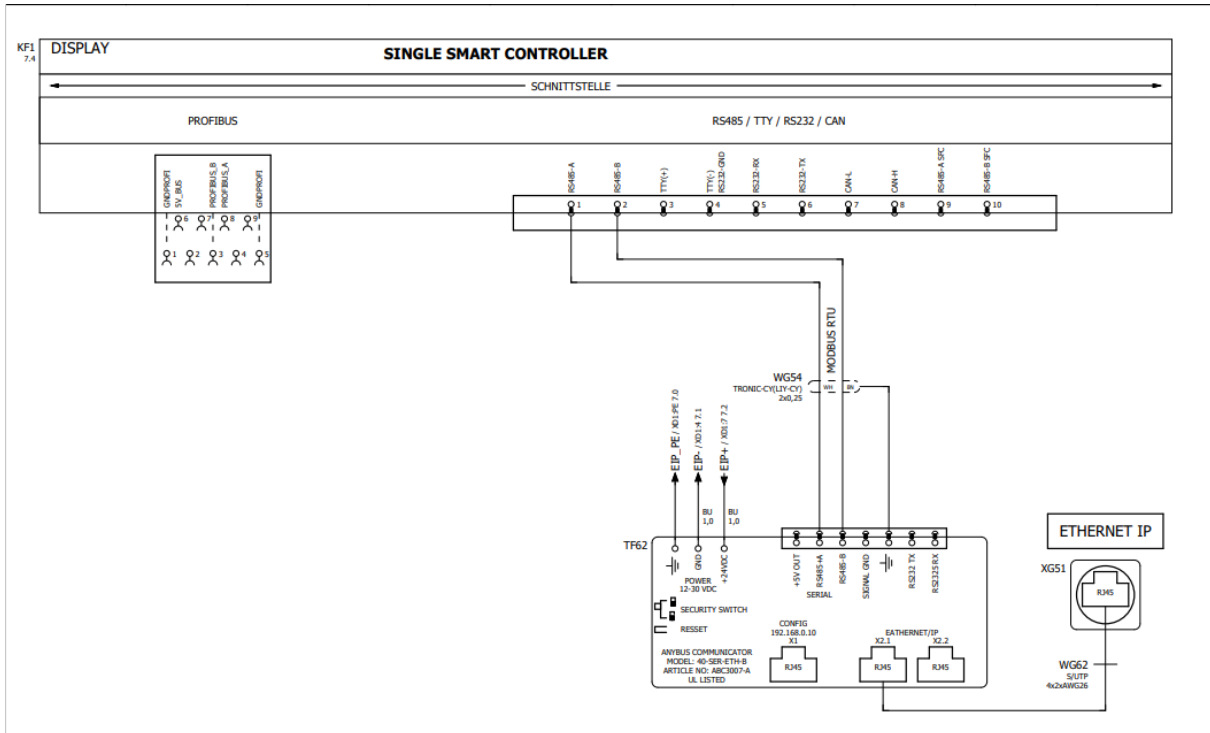 KF1
7.4
DISPLAY
SINGLE SMART CONTROLLER
SCHNITTSTELLE
PROFIBUS
RS485 / TTY / RS232 / CAN
GNDPROFI
5V_BUS
PROFIBUS_B
PROFIBUS_A
GNDPROFI
6
7
8
9
1
2
3
4
5
RS485-A
RS485-B
TTY(+)
TTY(-)
RS232-GND
RS232-RX
RS232-TX
CAN-L
CAN-H
RS485-A SFC
RS485-B SFC
1
2
3
4
5
6
7
8
9
10
MODBUS RTU
WG54
TRONIC-CY(LIY-CY)
2x0,25
WH
BN
EIP_PE / XD1:PE 7.0
EIP- / XD1:4 7.1
EIP+ / XD1:7 7.2
BU
1,0
BU
1,0
TF62
GND
+24VDC
POWER
12-30 VDC
+5V OUT
RS485+A
RS485-B
SIGNAL GND
RS232 TX
RS232S RX
SERIAL
SECURITY SWITCH
RESSET
CONFIG
192.168.0.10
X1
RJ45
EATHERNET/IP
X2.1
X2.2
RJ45
RJ45
ANYBUS COMMUNICATOR
MODEL: 40-SER-ETH-B
ARTICLE NO: ABC3007-A
UL LISTED
ETHERNET IP
XG51
RJ45
WG62
S/UTP
4x2xAWG26